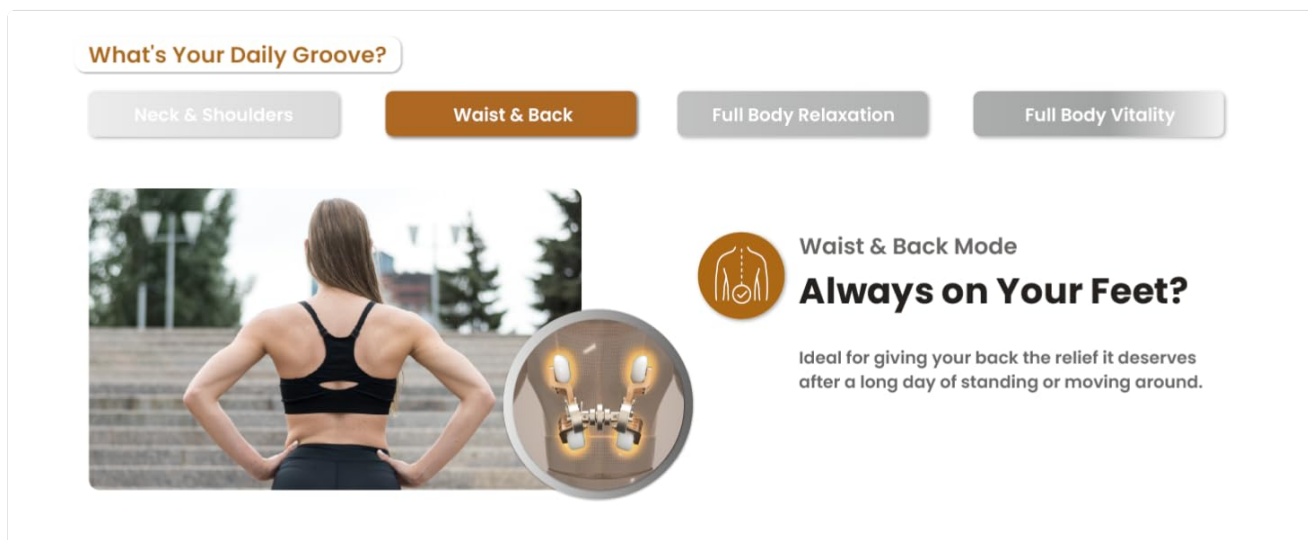 What's Your Daily Groove?
Neck & Shoulders
Waist & Back
Full Body Relaxation
Full Body Vitality
Waist & Back Mode
Always on Your Feet?
Ideal for giving your back the relief it deserves
after a long day of standing or moving around.